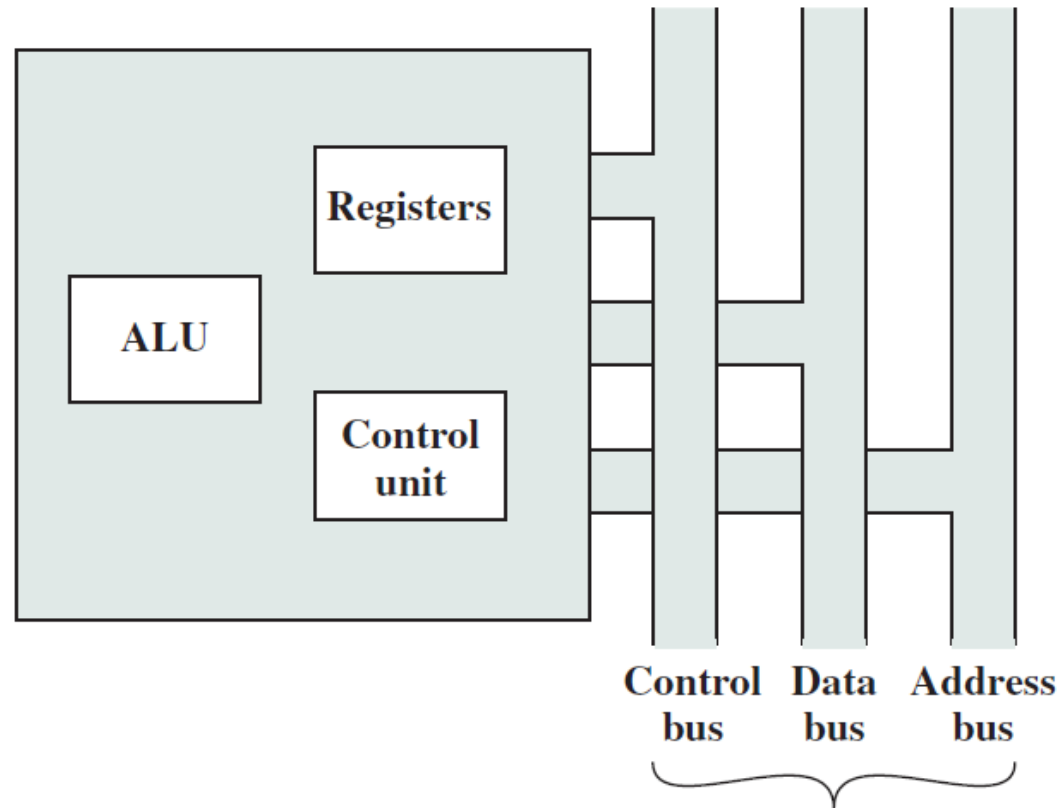 Registers
ALU
Control
unit
Control Data Address
bus bus bus